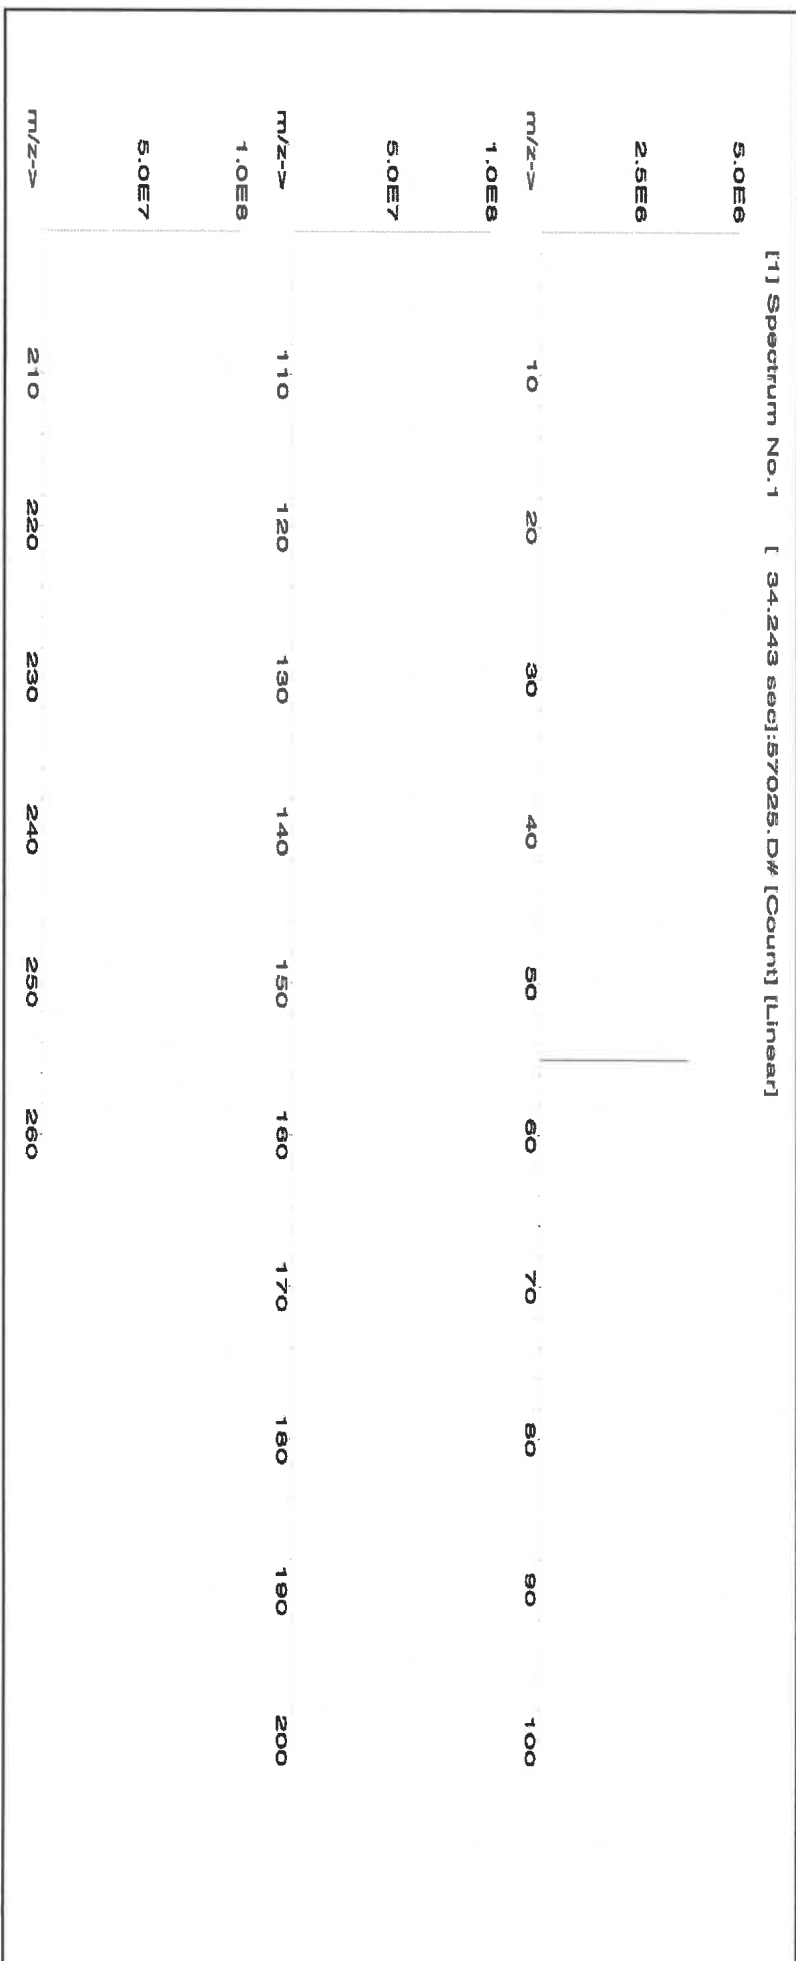 [1] Spectrum No.1 [ 34.243 sec]:57025.D# [Count] [Linear]
5.0E6
2.5E6
m/z-> 10 20 30 40 50 60 70 80 90 100
1.0E8
5.0E7
m/z-> 110 120 130 140 150 160 170 180 190 200
1.0E8
5.0E7
m/z-> 210 220 230 240 250 260